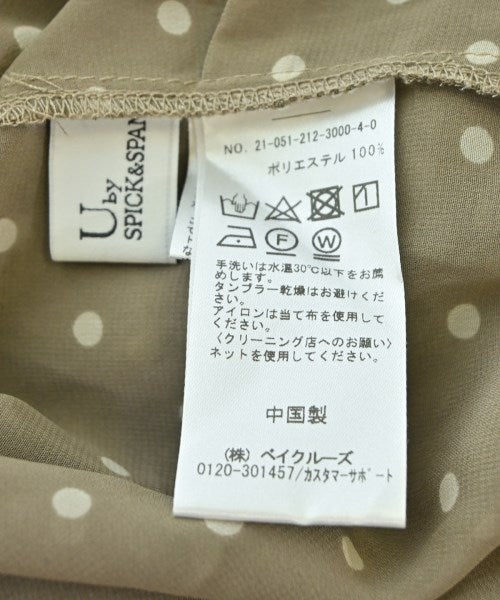 U by
SPICK&SPAN
NO. 21-051-212-3000-4-0
ポリエステル 100%
F W
手洗いは水温30℃以下をお薦
めします。
タンブラー乾燥はお避けくださ
い。
アイロンは当て布を使用して
ください。
〈クリーニング店へのお願い〉
ネットを使用してください。
中国製
(株) ベイクルーズ
0120-301457/カスタマーサポート